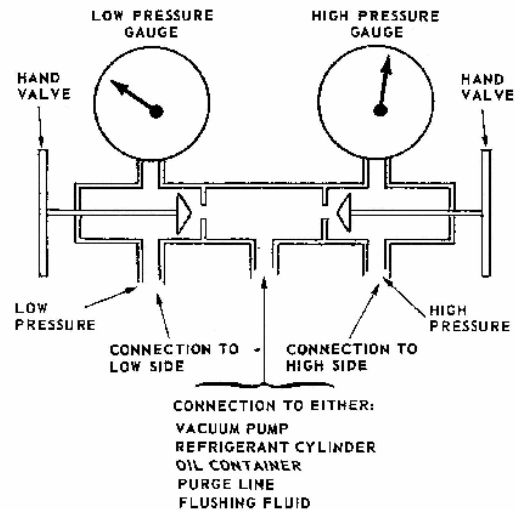 LOW PRESSURE
GAUGE
HIGH PRESSURE
GAUGE
HAND
VALVE
HAND
VALVE
LOW
PRESSURE
CONNECTION TO
LOW SIDE
CONNECTION TO
HIGH SIDE
HIGH
PRESSURE
CONNECTION TO EITHER:
VACUUM PUMP
REFRIGERANT CYLINDER
OIL CONTAINER
PURGE LINE
FLUSHING FLUID